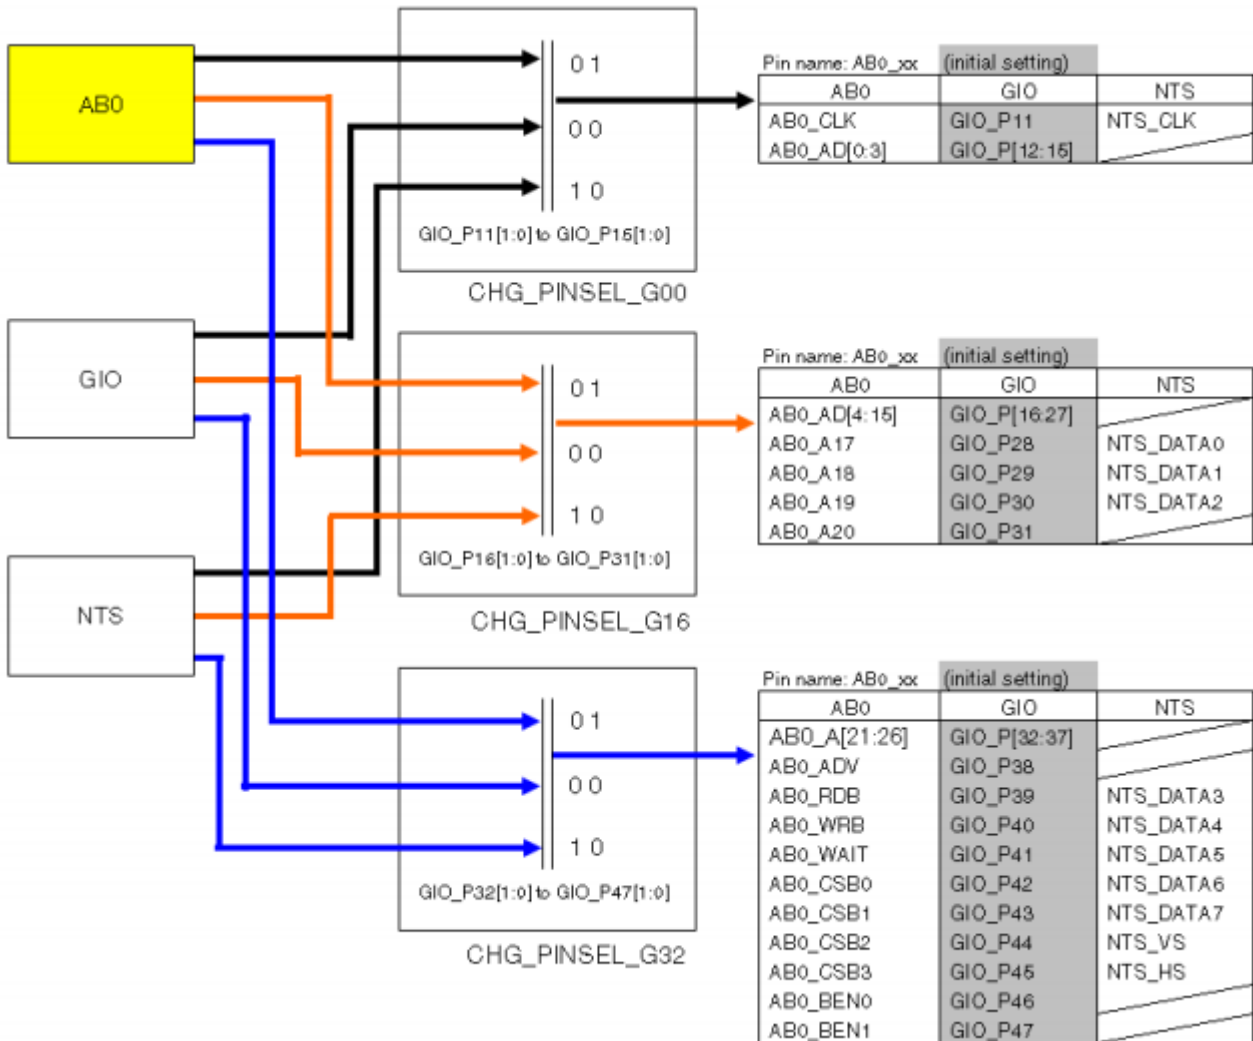 AB0
GIO
NTS
01
00
10
GIO_P11[1:0] to GIO_P15[1:0]
CHG_PINSEL_G00
Pin name: AB0_xx (initial setting)
AB0 GIO NTS
AB0_CLK GIO_P11 NTS_CLK
AB0_AD[0:3] GIO_P[12:15]
01
00
10
GIO_P16[1:0] to GIO_P31[1:0]
CHG_PINSEL_G16
Pin name: AB0_xx (initial setting)
AB0 GIO NTS
AB0_AD[4:15] GIO_P[16:27]
AB0_A17 GIO_P28 NTS_DATA0
AB0_A18 GIO_P29 NTS_DATA1
AB0_A19 GIO_P30 NTS_DATA2
AB0_A20 GIO_P31
01
00
10
GIO_P32[1:0] to GIO_P47[1:0]
CHG_PINSEL_G32
Pin name: AB0_xx (initial setting)
AB0 GIO NTS
AB0_A[21:26] GIO_P[32:37]
AB0_ADV GIO_P38
AB0_RDB GIO_P39 NTS_DATA3
AB0_WRB GIO_P40 NTS_DATA4
AB0_WAIT GIO_P41 NTS_DATA5
AB0_CSB0 GIO_P42 NTS_DATA6
AB0_CSB1 GIO_P43 NTS_DATA7
AB0_CSB2 GIO_P44 NTS_VS
AB0_CSB3 GIO_P45 NTS_HS
AB0_BEN0 GIO_P46
AB0_BEN1 GIO_P47